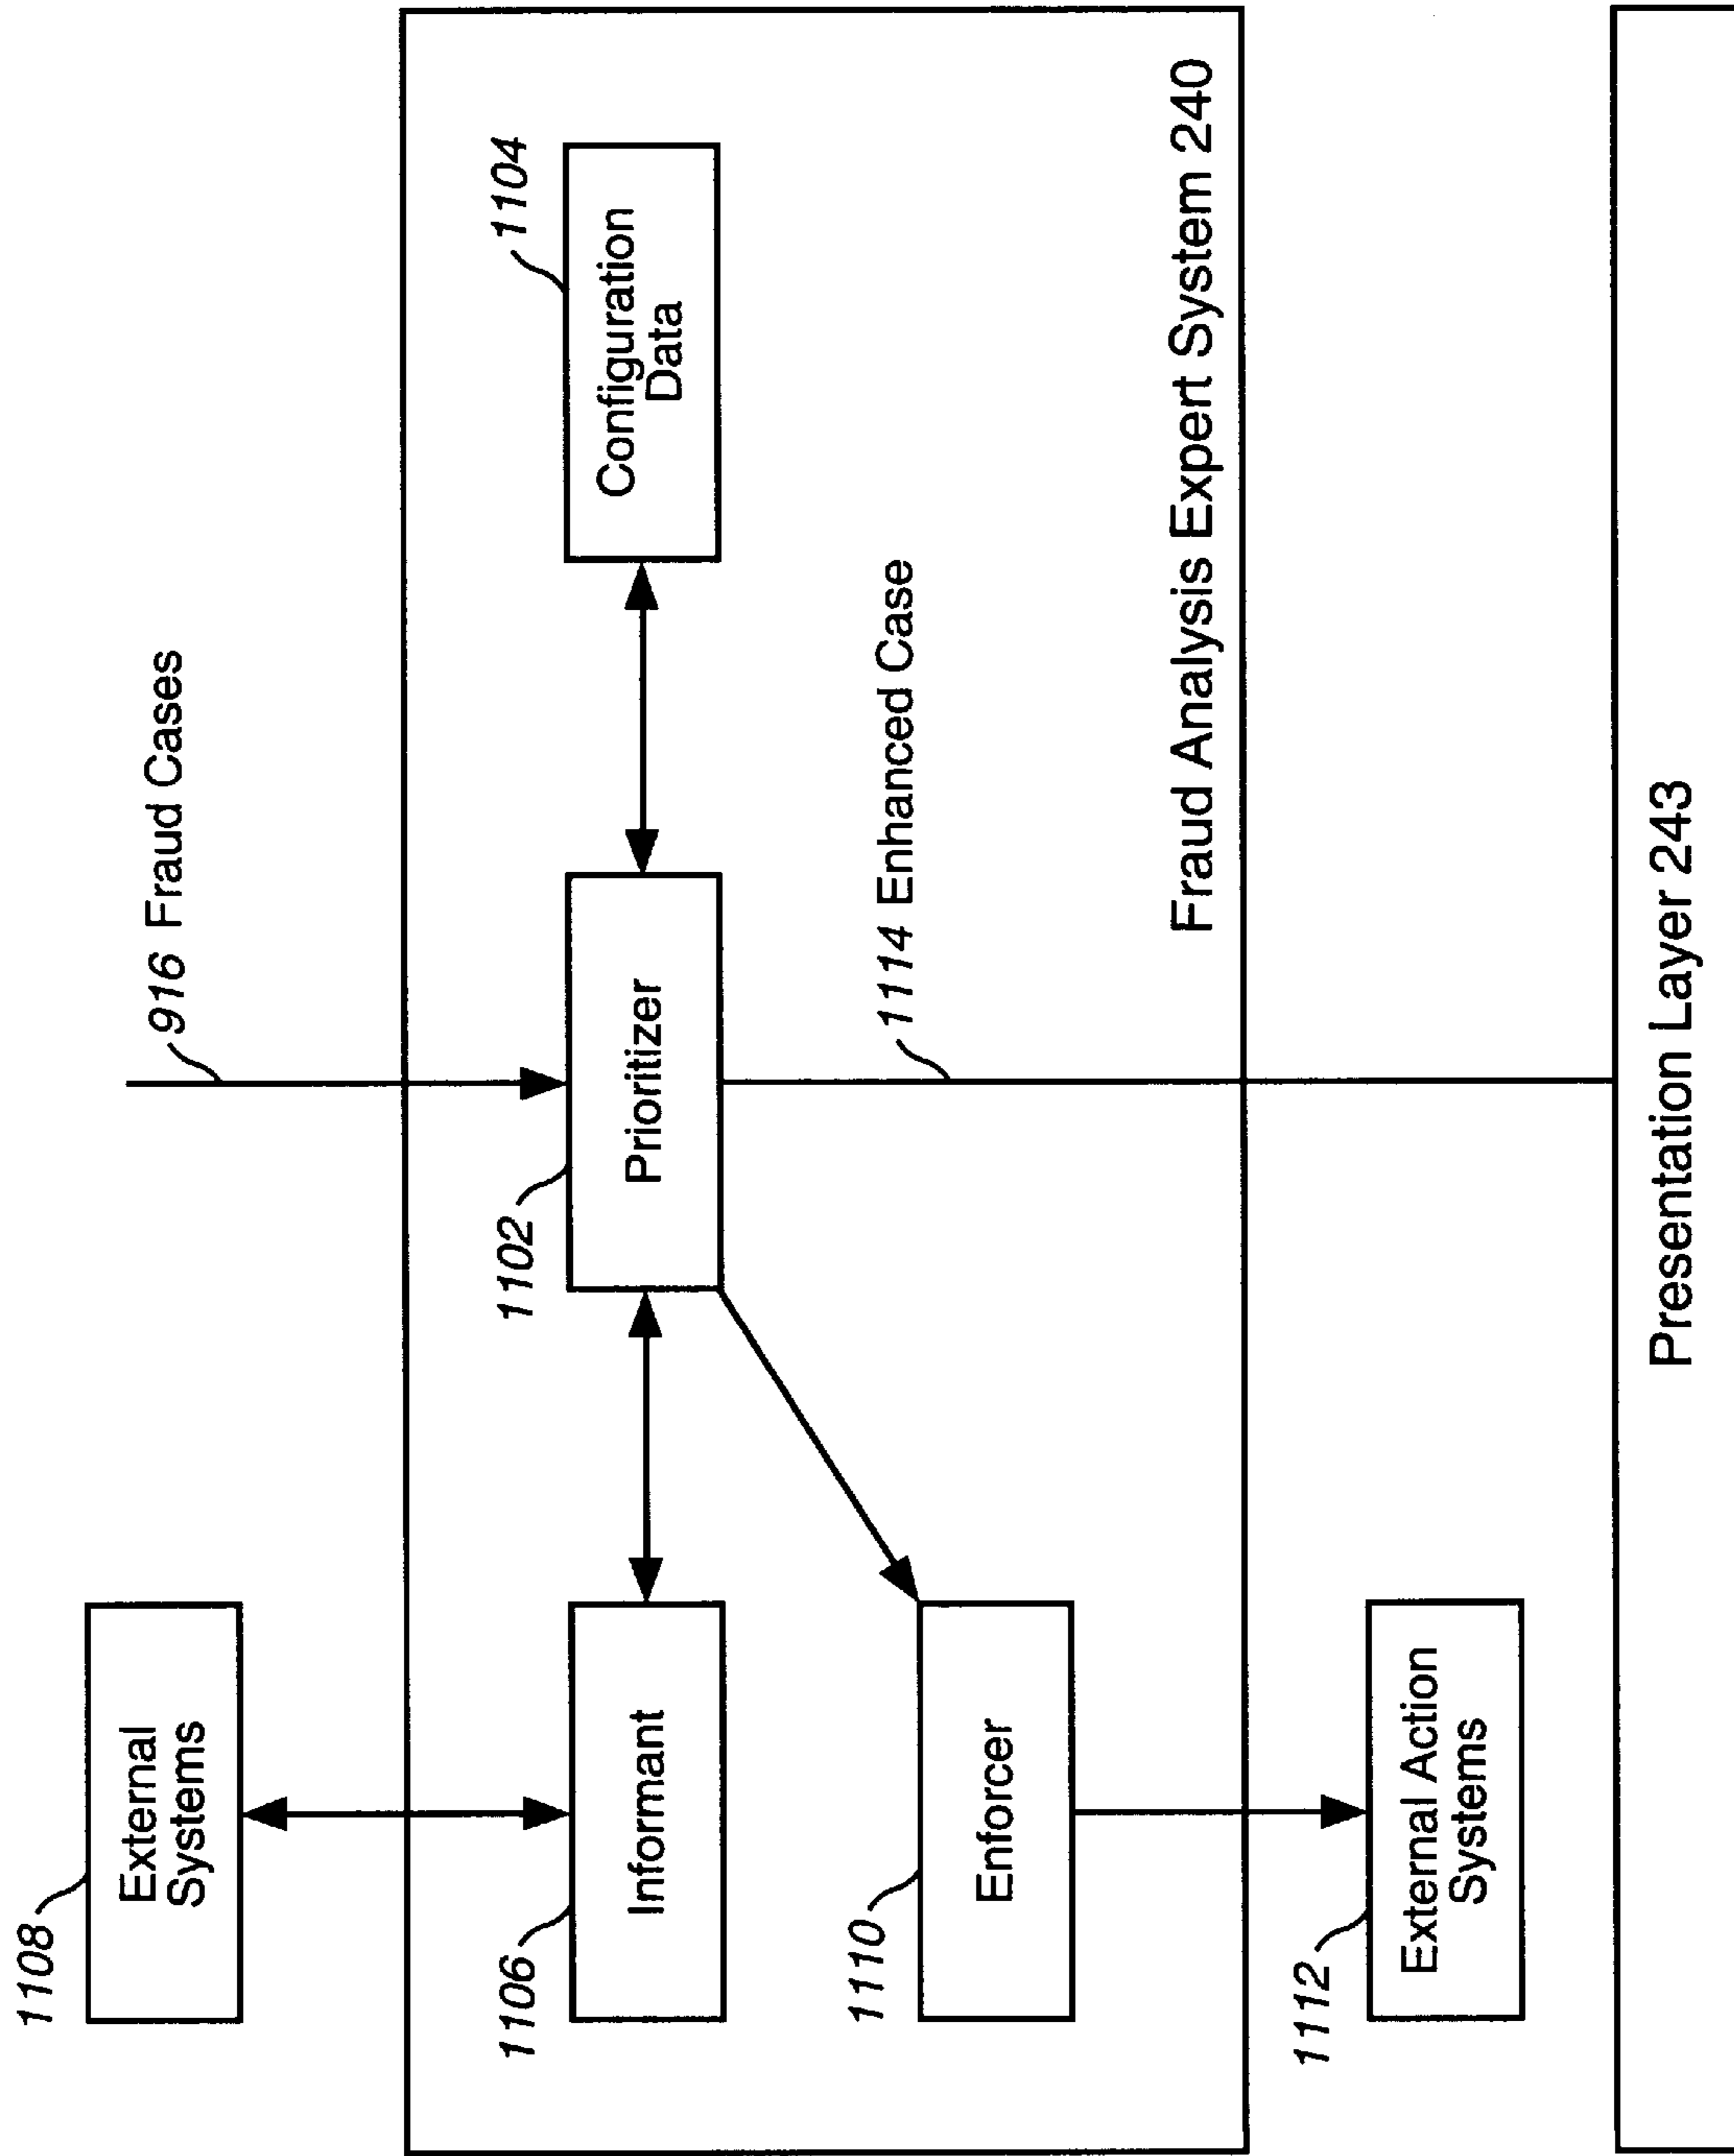 1108
External
Systems
916 Fraud Cases
1106
Informant
1102
Prioritizer
1104
Configuration
Data
1110
Enforcer
1114 Enhanced Case
Fraud Analysis Expert System 240
1112
External Action
Systems
Presentation Layer 243